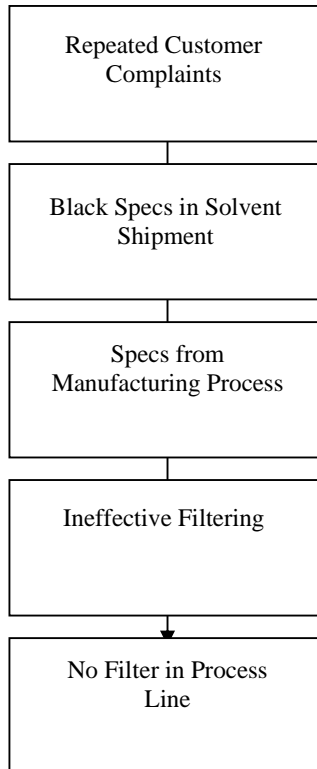 Repeated Customer
Complaints
Black Specs in Solvent
Shipment
Specs from
Manufacturing Process
Ineffective Filtering
No Filter in Process
Line